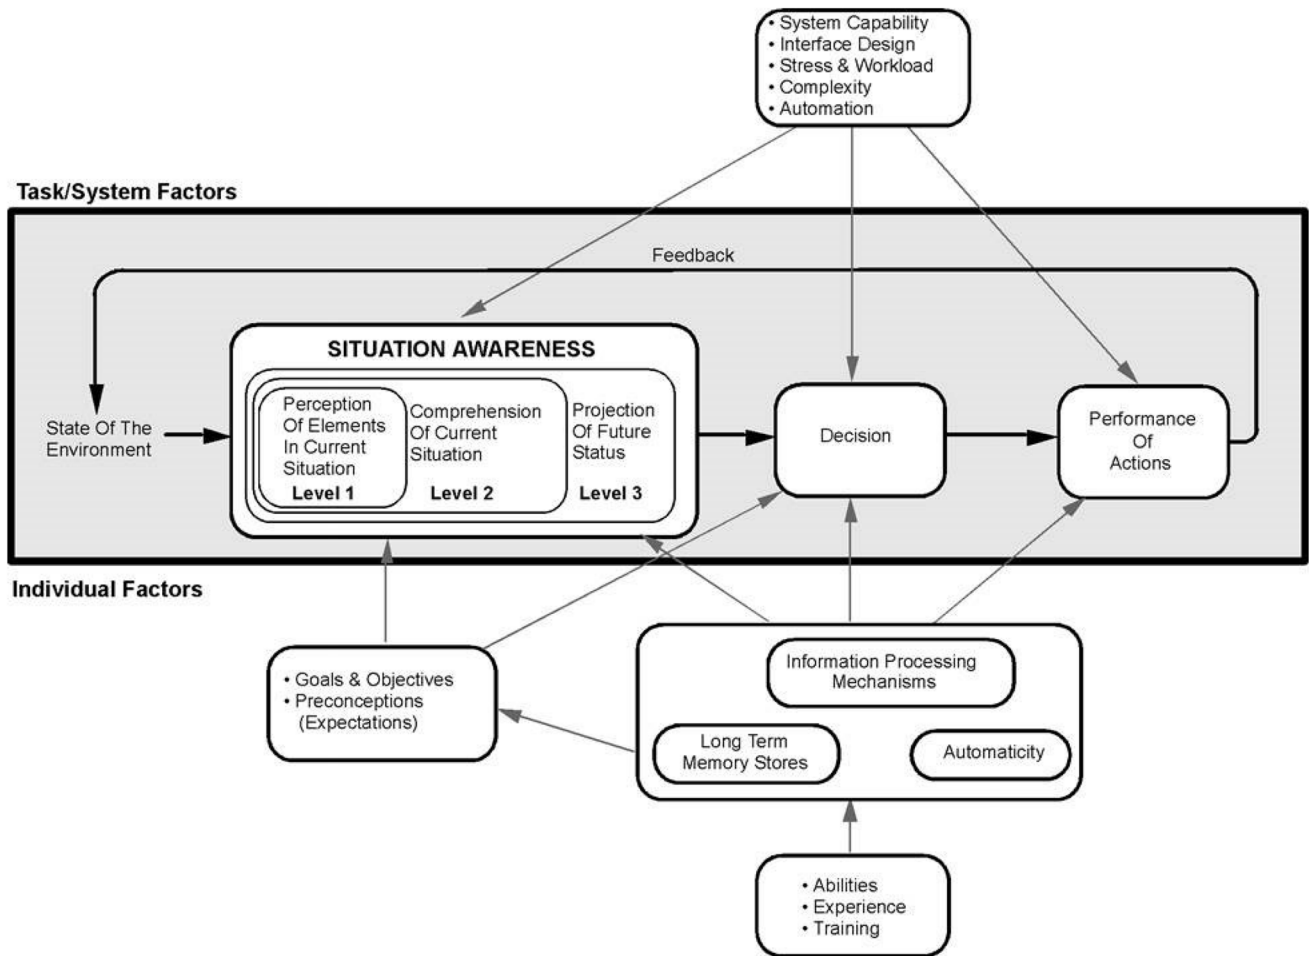 • System Capability
• Interface Design
• Stress & Workload
• Complexity
• Automation
Task/System Factors
Feedback
SITUATION AWARENESS
State Of The
Environment
Perception
Of Elements
In Current
Situation
Level 1
Comprehension
Of Current
Situation
Level 2
Projection
Of Future
Status
Level 3
Decision
Performance
Of
Actions
Individual Factors
• Goals & Objectives
• Preconceptions
(Expectations)
Information Processing
Mechanisms
Long Term
Memory Stores
Automaticity
• Abilities
• Experience
• Training